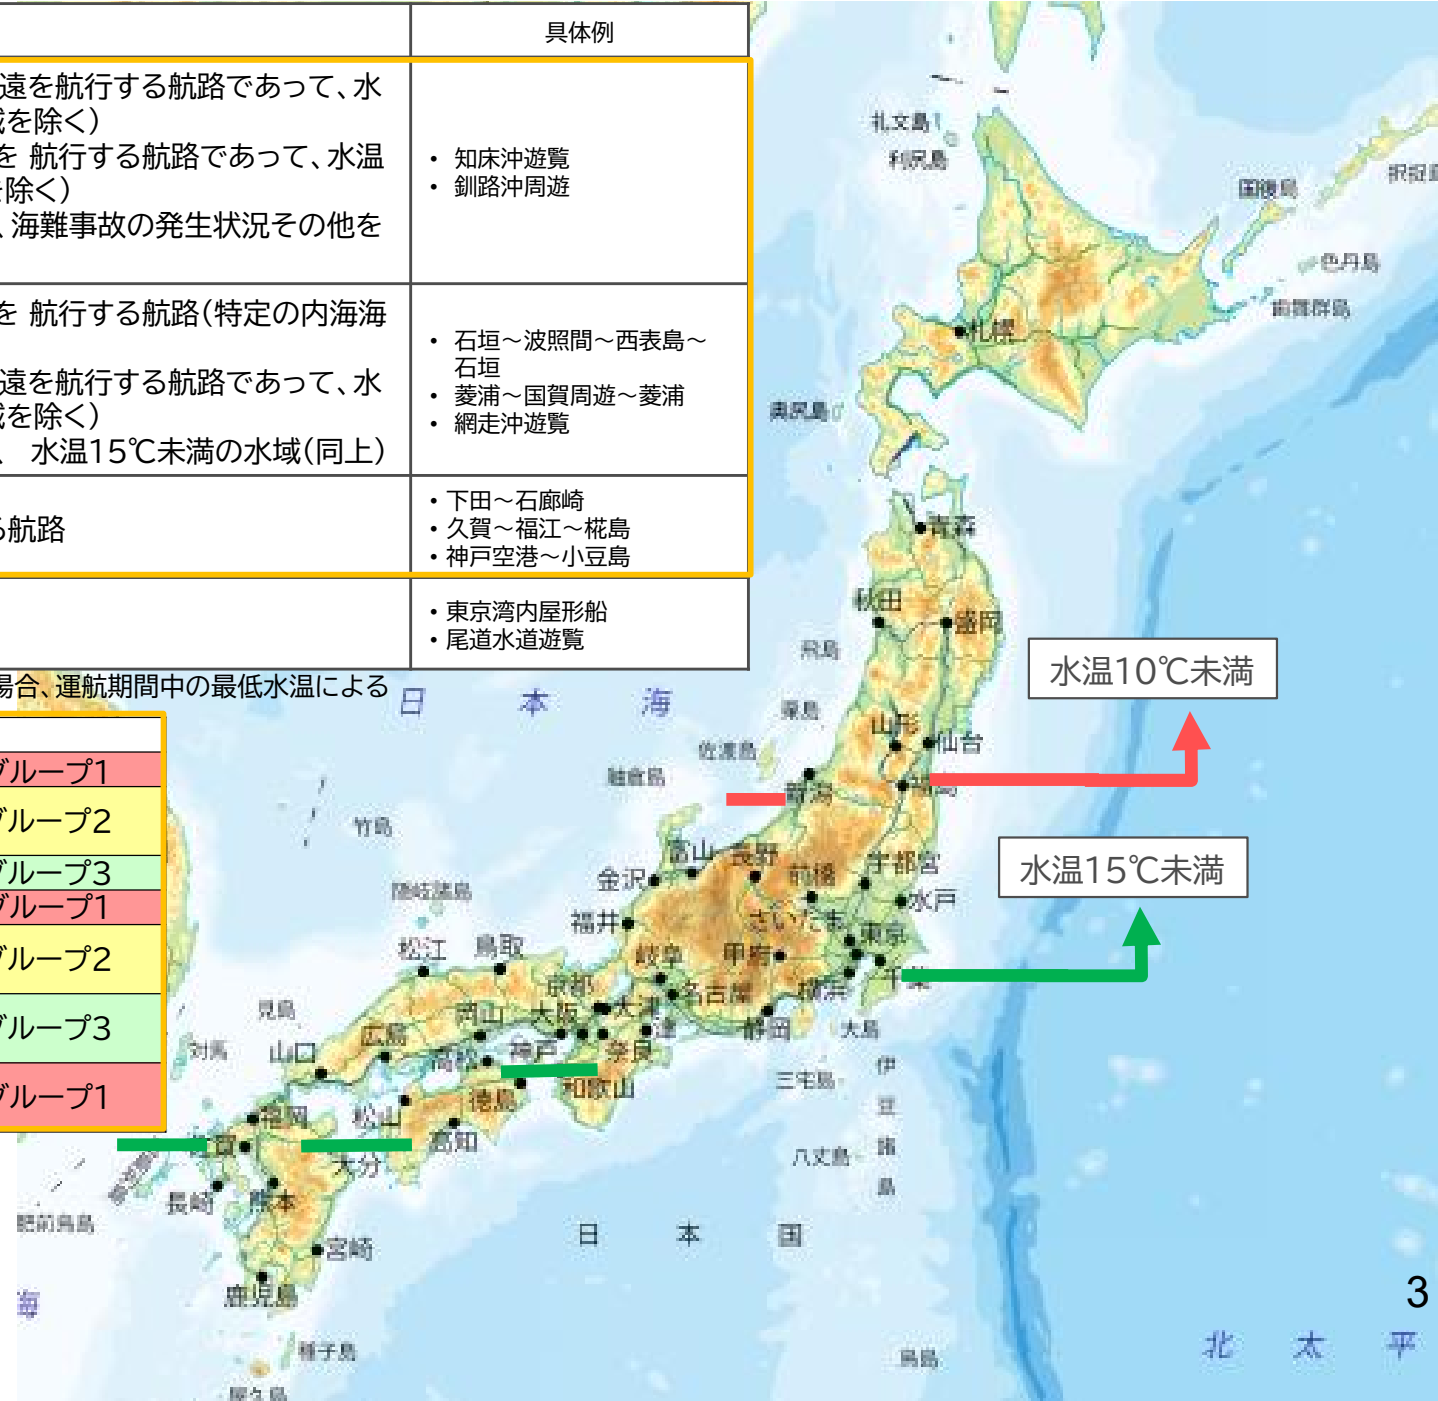 具体例
遠を航行する航路であって、水
域を除く)
を 航行する航路であって、水温
を除く)
、海難事故の発生状況その他を
• 知床沖遊覧
• 釧路沖周遊
を 航行する航路(特定の内海海
遠を航行する航路であって、水
域を除く)
、 水温15℃未満の水域(同上)
• 石垣～波照間～西表島～
石垣
• 菱浦～国賀周遊～菱浦
• 網走沖遊覧
る航路
• 下田～石廊崎
• 久賀～福江～椛島
• 神戸空港～小豆島
• 東京湾内屋形船
• 尾道水道遊覧
場合、運航期間中の最低水温による
グループ1
グループ2
グループ3
グループ1
グループ2
グループ3
グループ1
水温10℃未満
水温15℃未満
礼文島
利尻島
国後島
択捉島
色丹島
歯舞群島
札幌
奥尻島
青森
秋田
盛岡
飛島
粟島
山形
仙台
佐渡島
舳倉島
新潟
福島
日 本 海
竹島
富山
長野
前橋
宇都宮
金沢
水戸
隠岐諸島
福井
さいたま
東京
松江
鳥取
岐阜
甲府
千葉
京都
大津
名古屋
横浜
見島
岡山
大阪
津
静岡
大島
対馬
山口
広島
高松
神戸
奈良
三宅島
伊豆諸島
和歌山
徳島
福岡
松山
高知
佐賀
大分
八丈島
長崎
熊本
肥前鳥島
宮崎
日 本 国
鹿児島
海
種子島
屋久島
鳥島
北 太 平
3